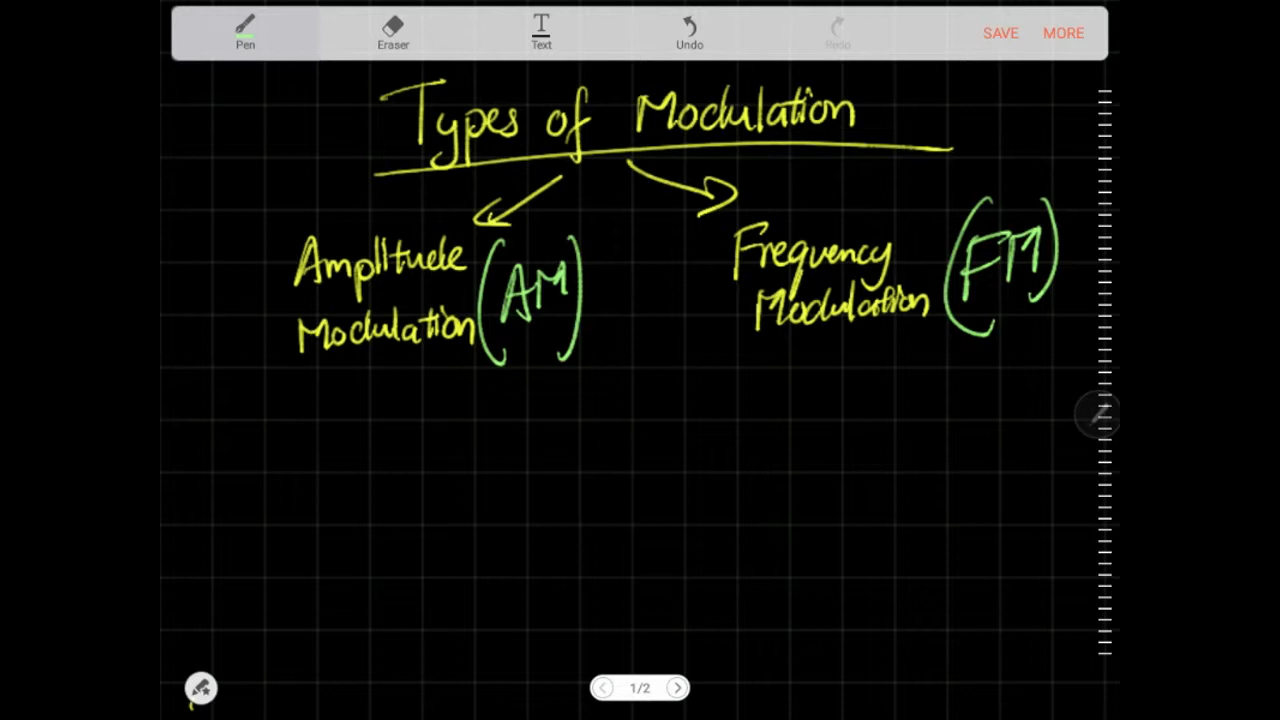 Pen Eraser Text Undo Redo SAVE MORE
Types of Modulation
Amplitude
Modulation (AM)
Frequency
Modulation (FM)
1/2